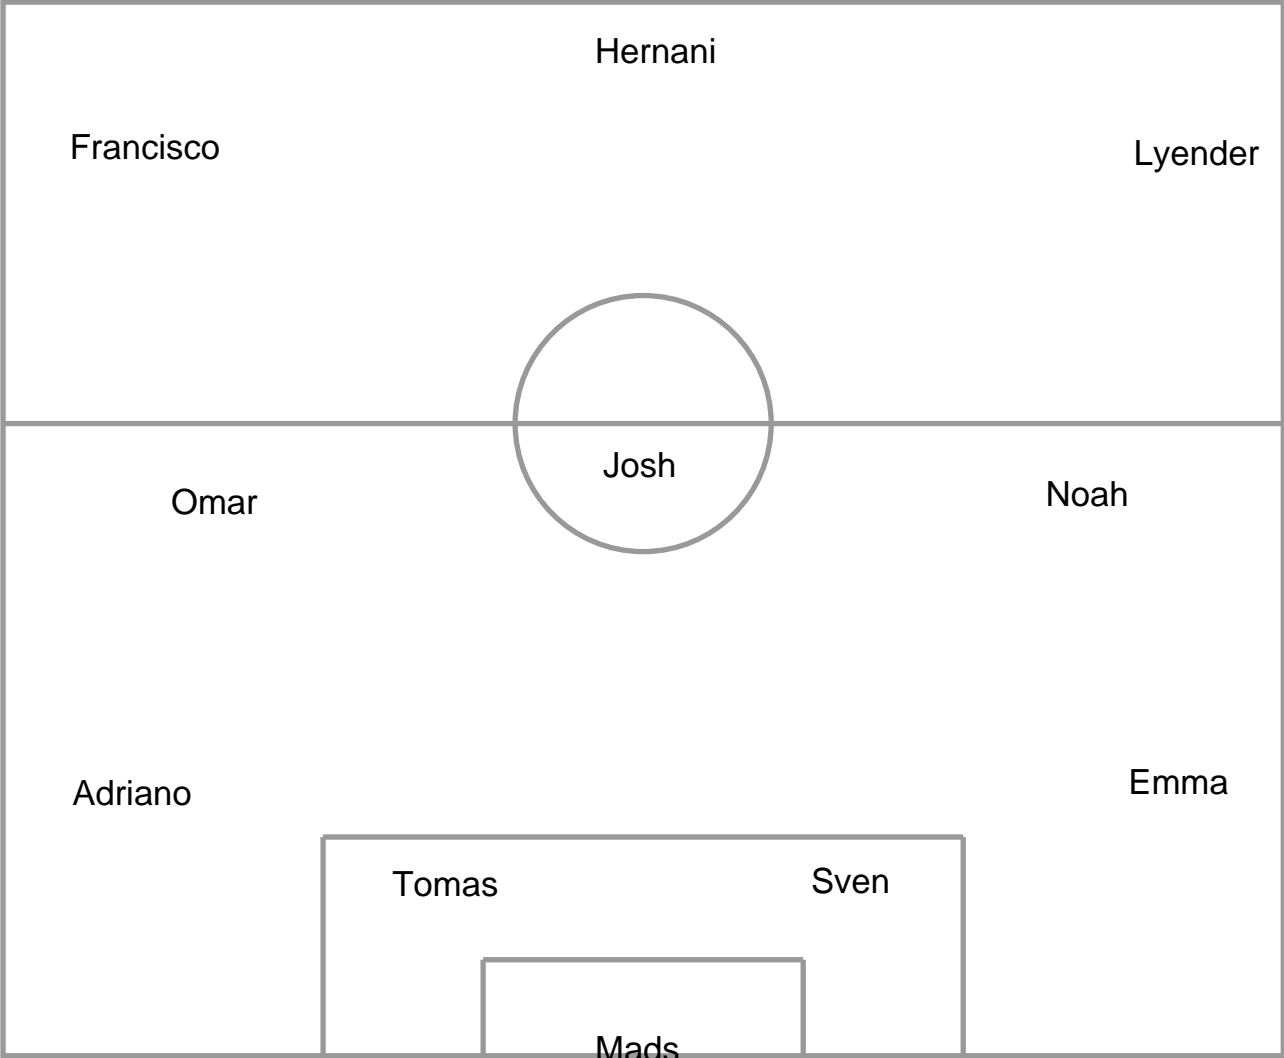 Hernani
Francisco
Lyender
Josh
Omar
Noah
Adriano
Emma
Tomas
Sven
Mads